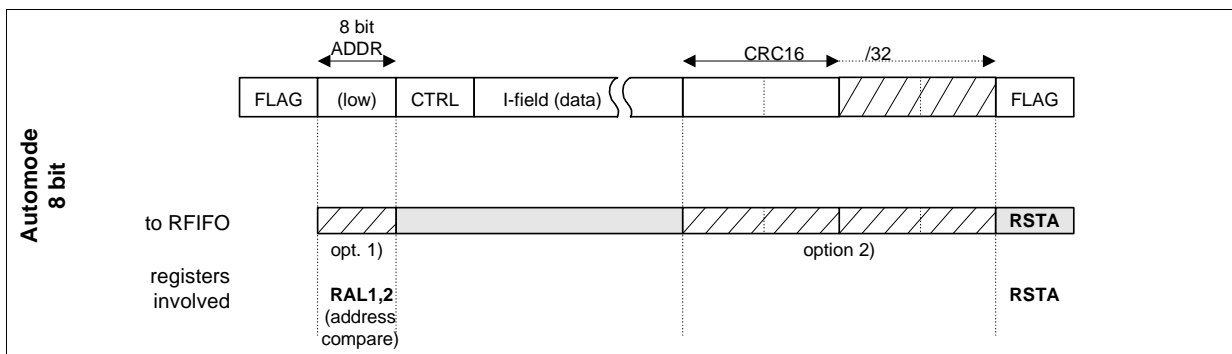 Automode
8 bit
8 bit
ADDR
CRC16 /32
FLAG (low) CTRL I-field (data) FLAG
to RFIFO RSTA
opt. 1) option 2)
registers
involved
RAL1,2 RSTA
(address
compare)